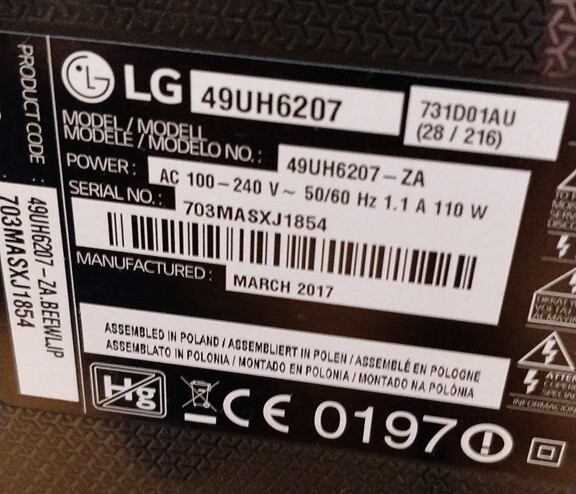 LG 49UH6207
731D01AU
(28 / 216)
MODEL / MODELL
MODÈLE / MODELO NO. : 49UH6207-ZA
POWER : AC 100-240 V~ 50/60 Hz 1.1 A 110 W
SERIAL NO. : 703MASXJ1854
MANUFACTURED : MARCH 2017
ASSEMBLED IN POLAND / ASSEMBLIERT IN POLEN / ASSEMBLÉ EN POLOGNE
ASSEMBLATO IN POLONIA / MONTADO EN POLONIA / MONTADO NA POLÔNIA
Hg
CE 0197
PRODUCT CODE :
49UH6207-ZA.BEEWLJP
703MASXJ1854